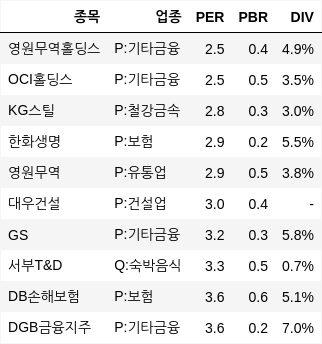 종목 업종 PER PBR DIV
영원무역홀딩스 P:기타금융 2.5 0.4 4.9%
OCI홀딩스 P:기타금융 2.5 0.5 3.5%
KG스틸 P:철강금속 2.8 0.3 3.0%
한화생명 P:보험 2.9 0.2 5.5%
영원무역 P:유통업 2.9 0.5 3.8%
대우건설 P:건설업 3.0 0.4 -
GS P:기타금융 3.2 0.3 5.8%
서부T&D Q:숙박음식 3.3 0.5 0.7%
DB손해보험 P:보험 3.6 0.6 5.1%
DGB금융지주 P:기타금융 3.6 0.2 7.0%